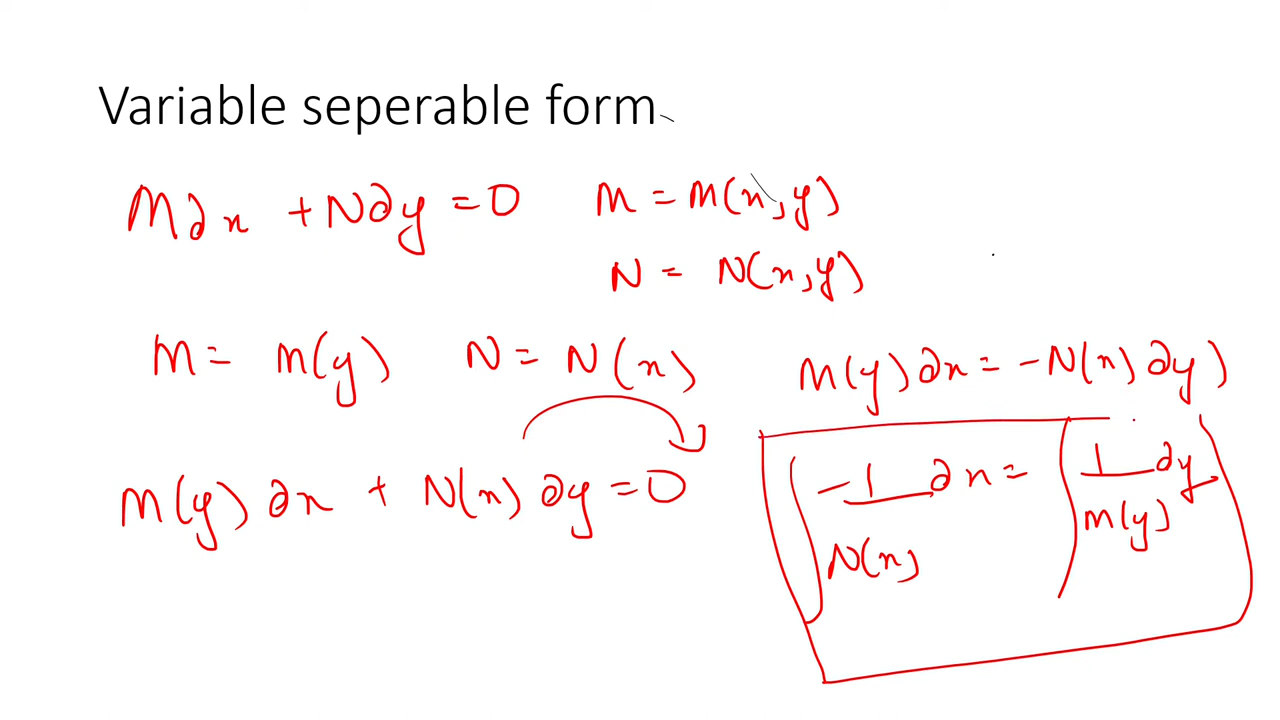 Variable seperable form
M∂x + N∂y = 0 M = M(x,y)
N = N(x,y)
M = M(y) N = N(x)
M(y)∂x = -N(x)∂y
M(y)∂x + N(x)∂y = 0
∫ -1/N(x) ∂x = ∫ 1/M(y) ∂y